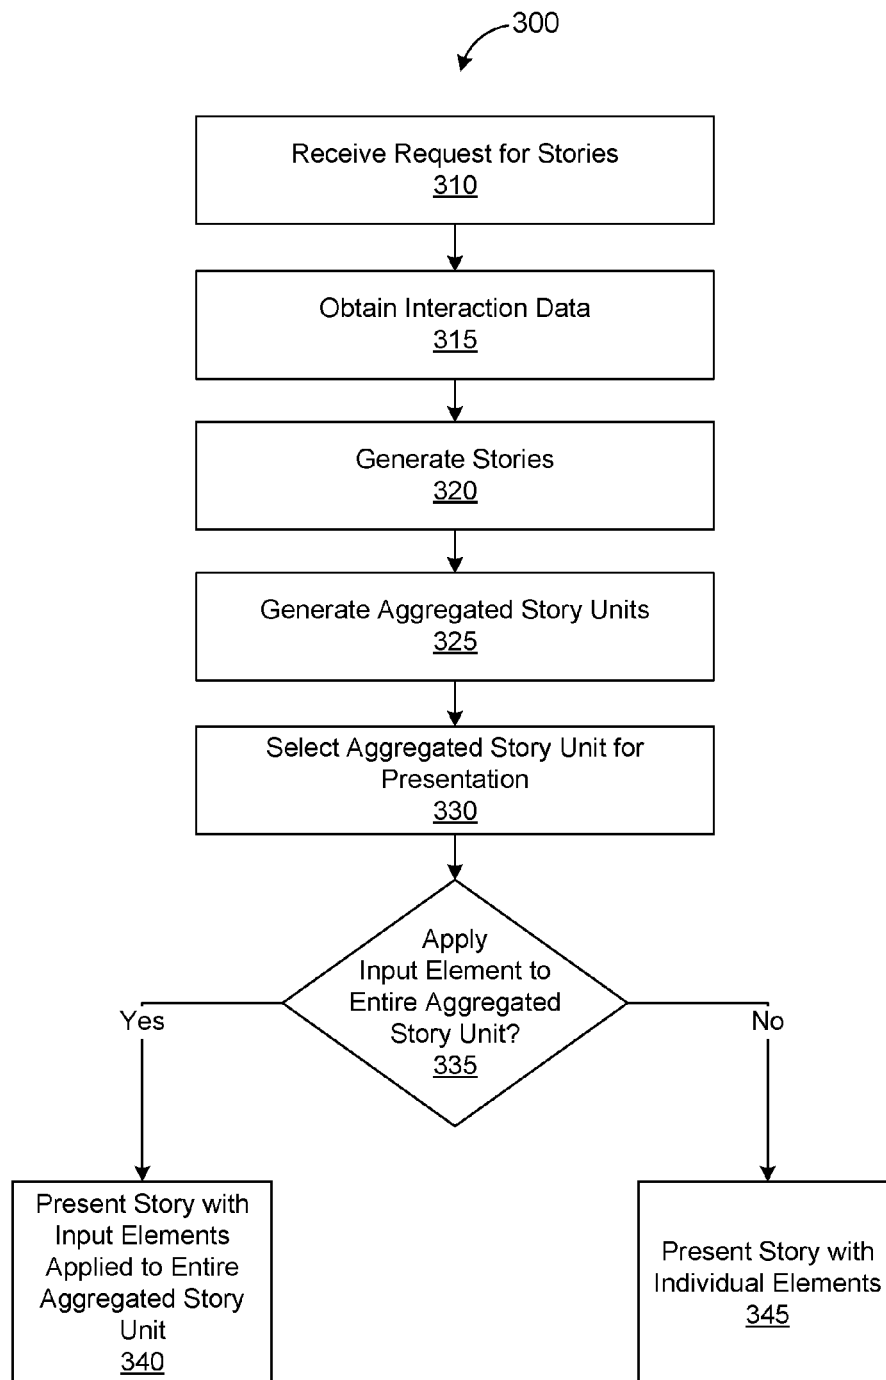 300
Receive Request for Stories
310
Obtain Interaction Data
315
Generate Stories
320
Generate Aggregated Story Units
325
Select Aggregated Story Unit for
Presentation
330
Apply
Input Element to
Entire Aggregated
Story Unit?
335
Yes
No
Present Story with
Input Elements
Applied to Entire
Aggregated Story
Unit
340
Present Story with
Individual Elements
345